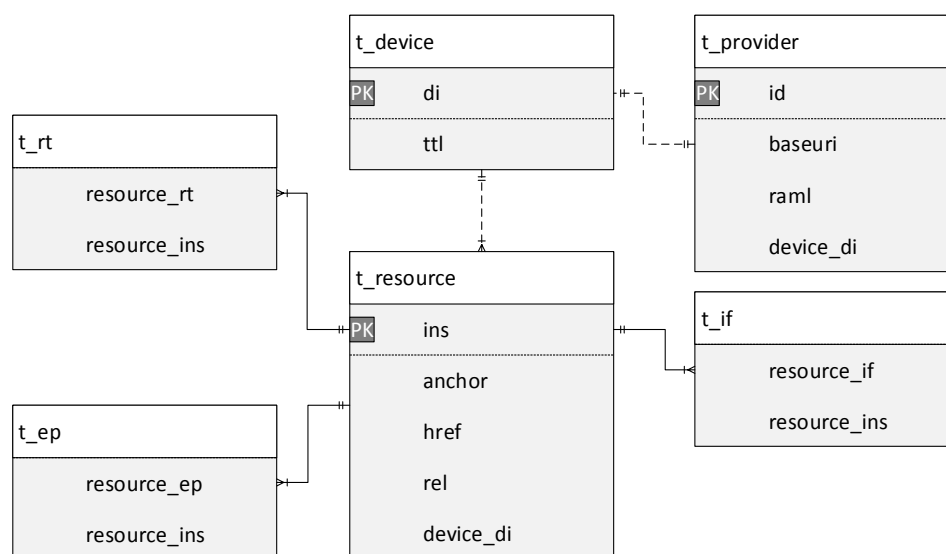 t_device
PK di
ttl
t_provider
PK id
baseuri
raml
device_di
t_rt
resource_rt
resource_ins
t_resource
PK ins
anchor
href
rel
device_di
t_if
resource_if
resource_ins
t_ep
resource_ep
resource_ins